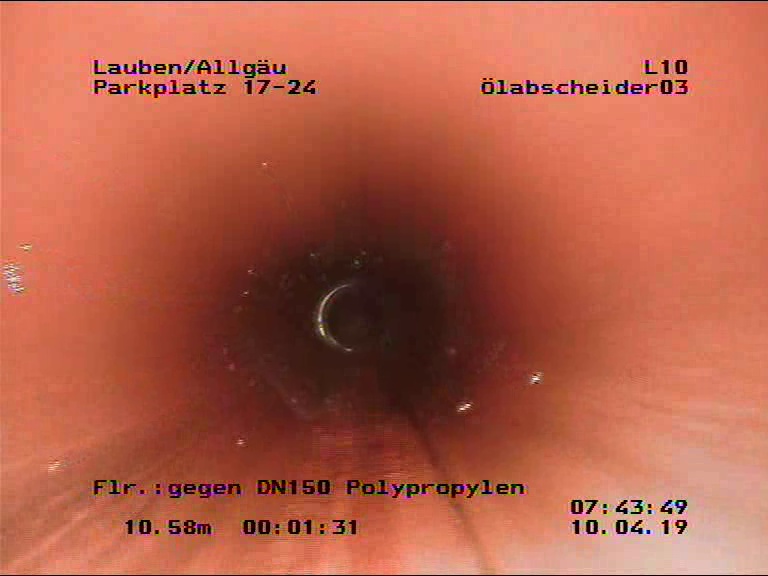 Lauben/Allgäu
L10
Parkplatz 17-24
Ölabscheider03
Flr.:gegen DN150 Polypropylen
07:43:49
10.58m 00:01:31
10.04.19